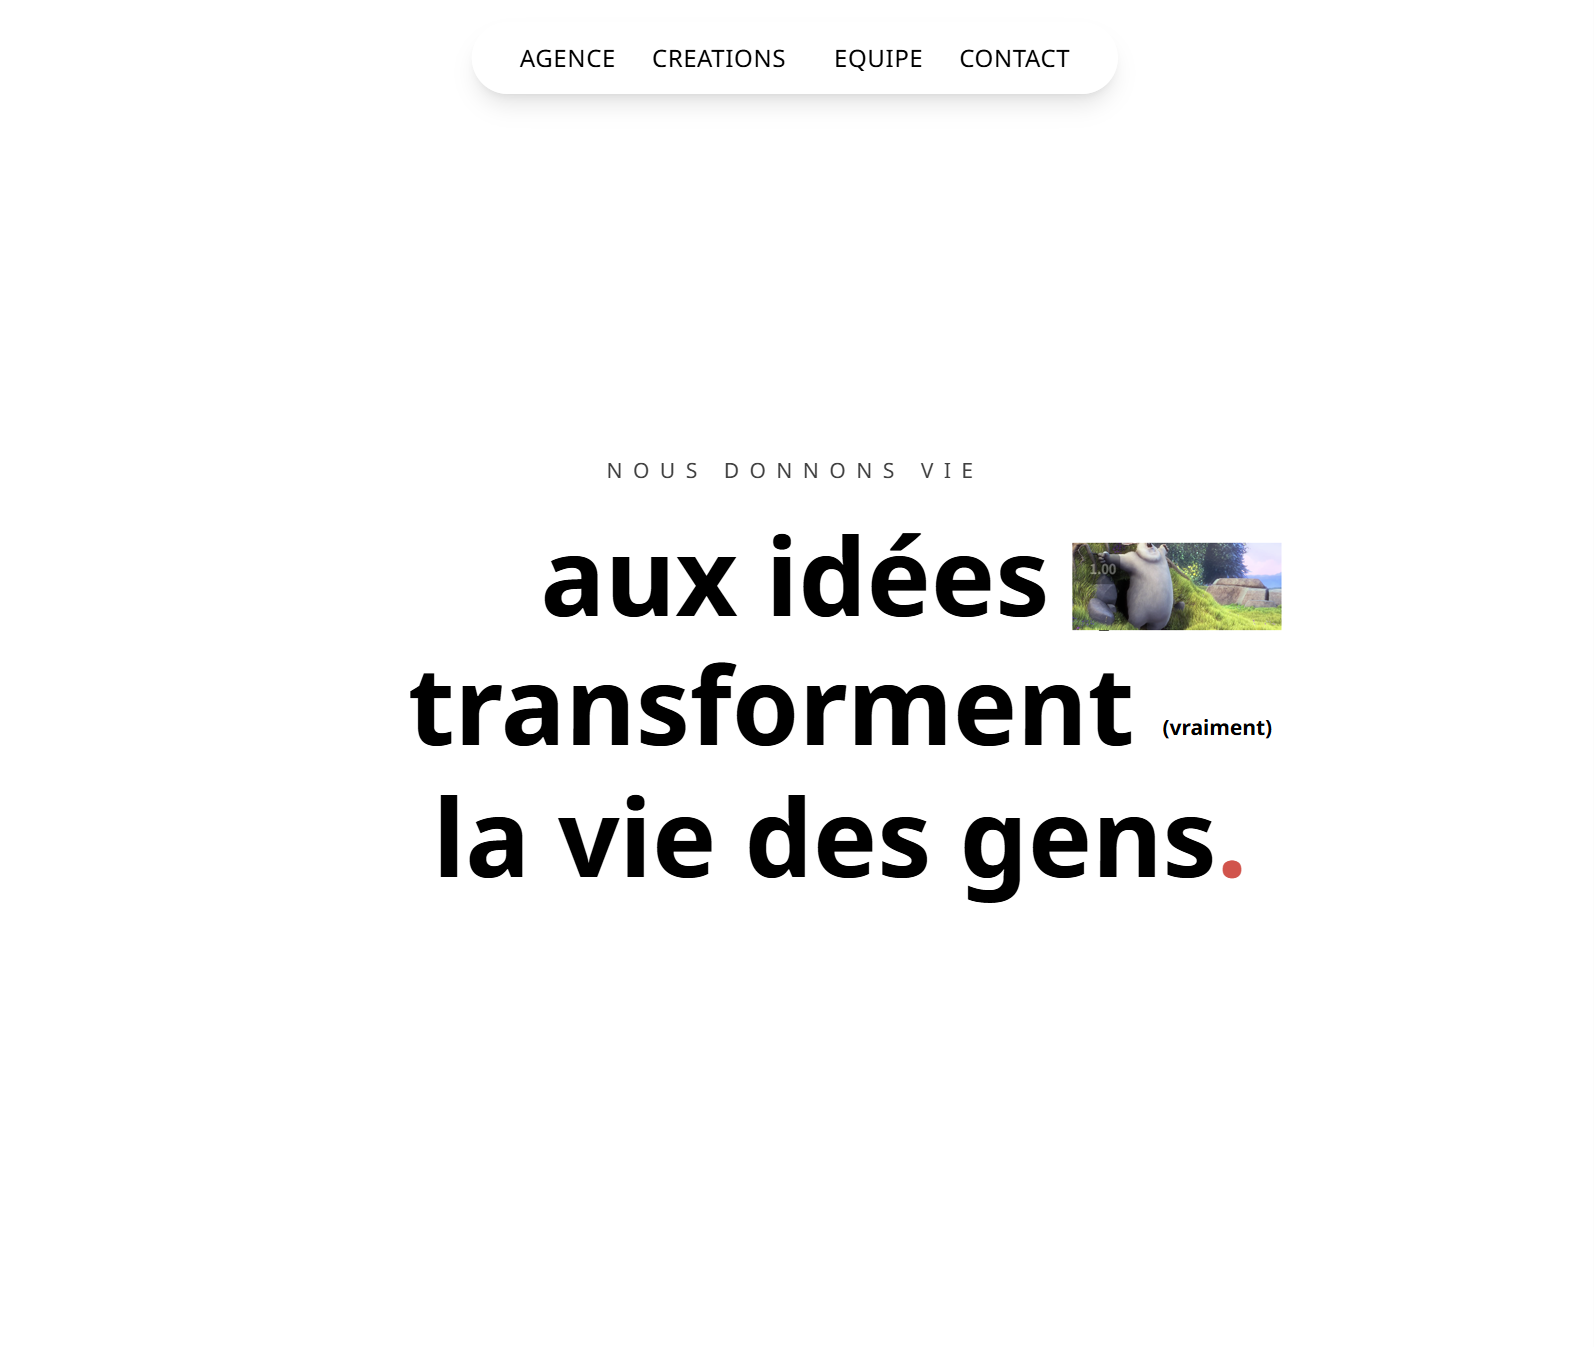 AGENCE CREATIONS EQUIPE CONTACT
NOUS DONNONS VIE
aux idées
1.00
transforment (vraiment)
la vie des gens.